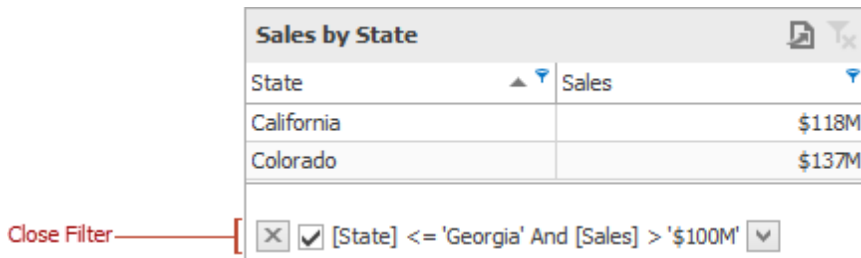 Sales by State
State Sales
California $118M
Colorado $137M
Close Filter [State] <= 'Georgia' And [Sales] > '$100M'